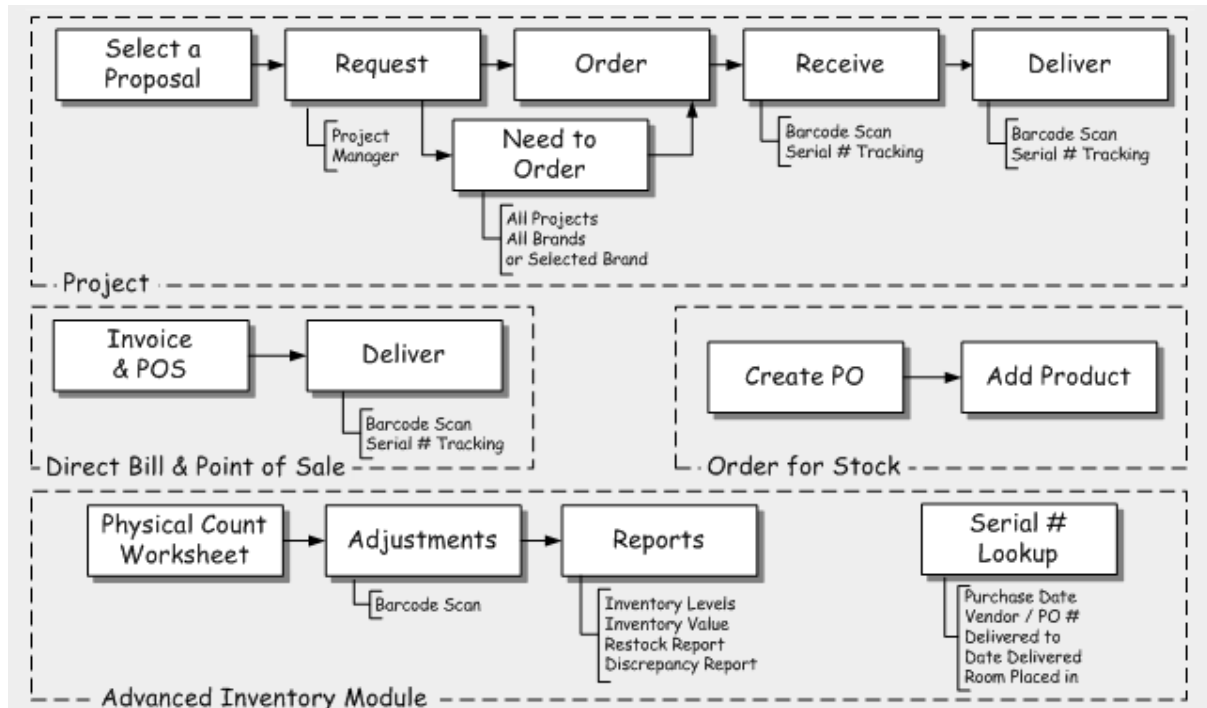 Select a
Proposal
Request
Order
Receive
Deliver
Project
Manager
Need to
Order
Barcode Scan
Serial # Tracking
Barcode Scan
Serial # Tracking
All Projects
All Brands
or Selected Brand
Project
Invoice
& POS
Deliver
Barcode Scan
Serial # Tracking
Direct Bill & Point of Sale
Create PO
Add Product
Order for Stock
Physical Count
Worksheet
Adjustments
Reports
Serial #
Lookup
Barcode Scan
Inventory Levels
Inventory Value
Restock Report
Discrepancy Report
Purchase Date
Vendor / PO #
Delivered to
Date Delivered
Room Placed in
Advanced Inventory Module